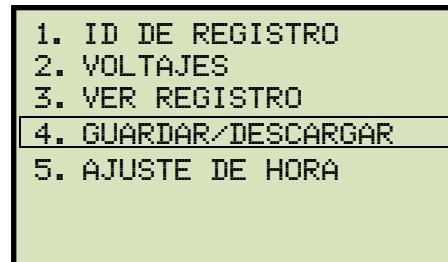 1. ID DE REGISTRO
2. VOLTAJES
3. VER REGISTRO
4. GUARDAR/DESCARGAR
5. AJUSTE DE HORA